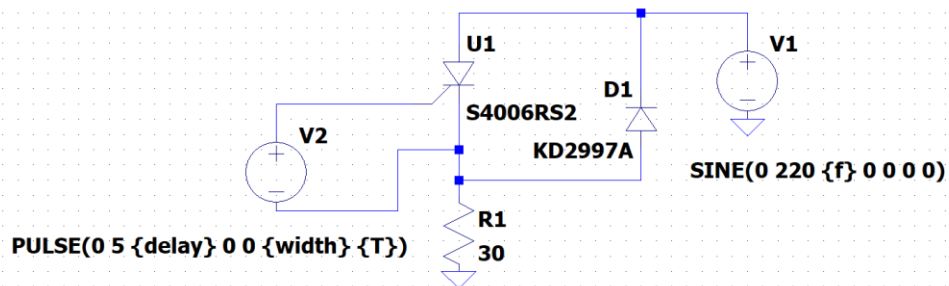 U1
V1
D1
S4006RS2
V2
KD2997A
SINE(0 220 {f} 0 0 0 0)
R1
PULSE(0 5 {delay} 0 0 {width} {T})
30